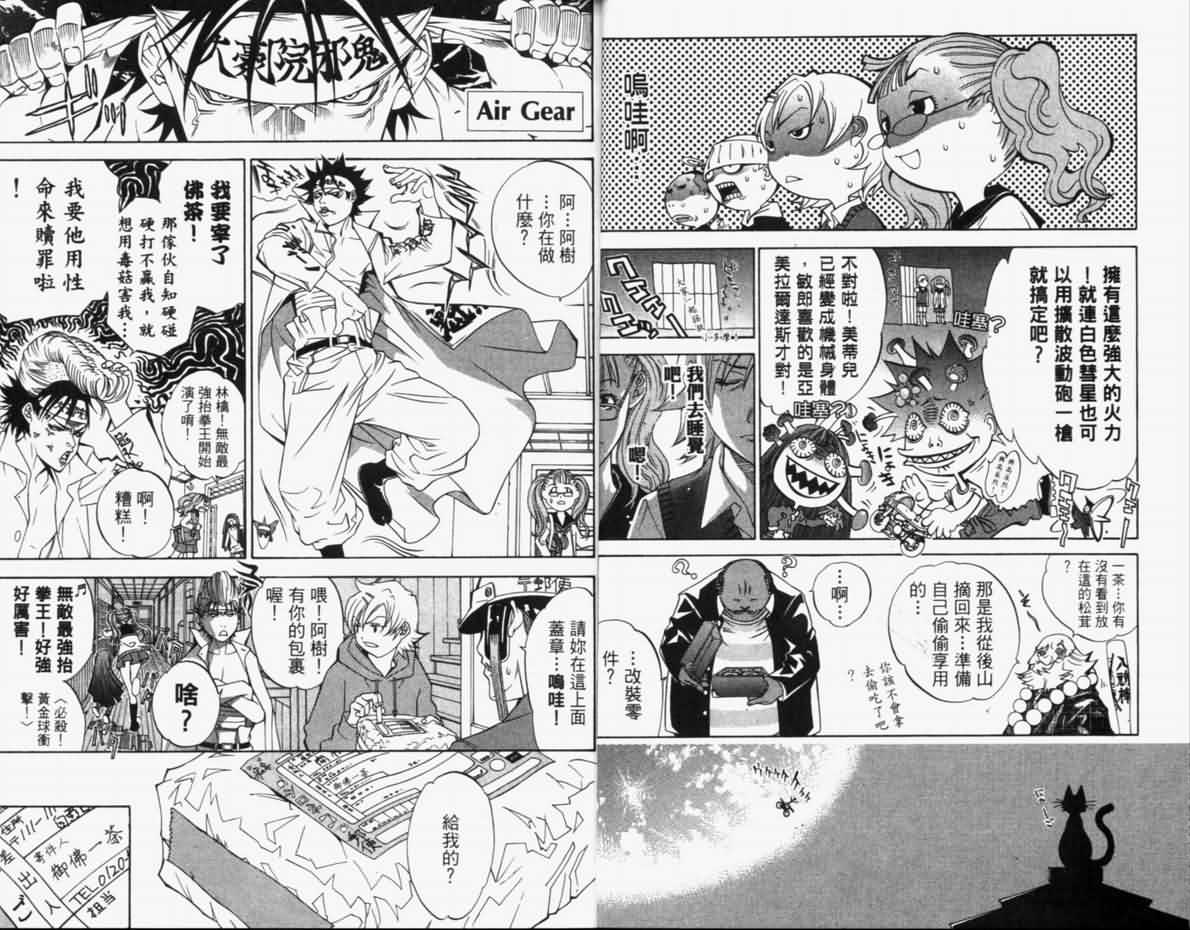 嗚哇啊…
擁有這麼強大的火力
！就連白色彗星也可
以用擴散波動砲一槍
就搞定吧？
哇塞？
不對啦！美蒂兒
已經變成機械身體
，敏郎喜歡的是亞
美拉爾達斯才對！
哇塞？
我們去睡覺
吧！
嗯！
一茶…你有
沒有看到放
在這的松茸
？
那是我從後山
摘回來…準備
自己偷偷享用
的…
你該不會拿
去偷吃了吧
？
…啊…
…改裝零
件？
大豪院邪鬼
Air Gear
阿…阿樹
…你在做
什麼？
我要宰了
佛茶！
那傢伙自知硬碰
硬打不贏我，就
想用毒菇害我…
我要他用性
命來贖罪啦
！
林檎！無敵最
強抬拳王開始
演了唷！
啊！
糟糕！
請妳在這上面
蓋章…嗚哇！
喂！阿樹！
有你的包裹
喔！
啥？
無敵最強抬
拳王！好強
好厲害！
〈必殺！
黃金球衝
擊！〉
給我的？
御佛一茶
TEL 0120-
担当
差出人